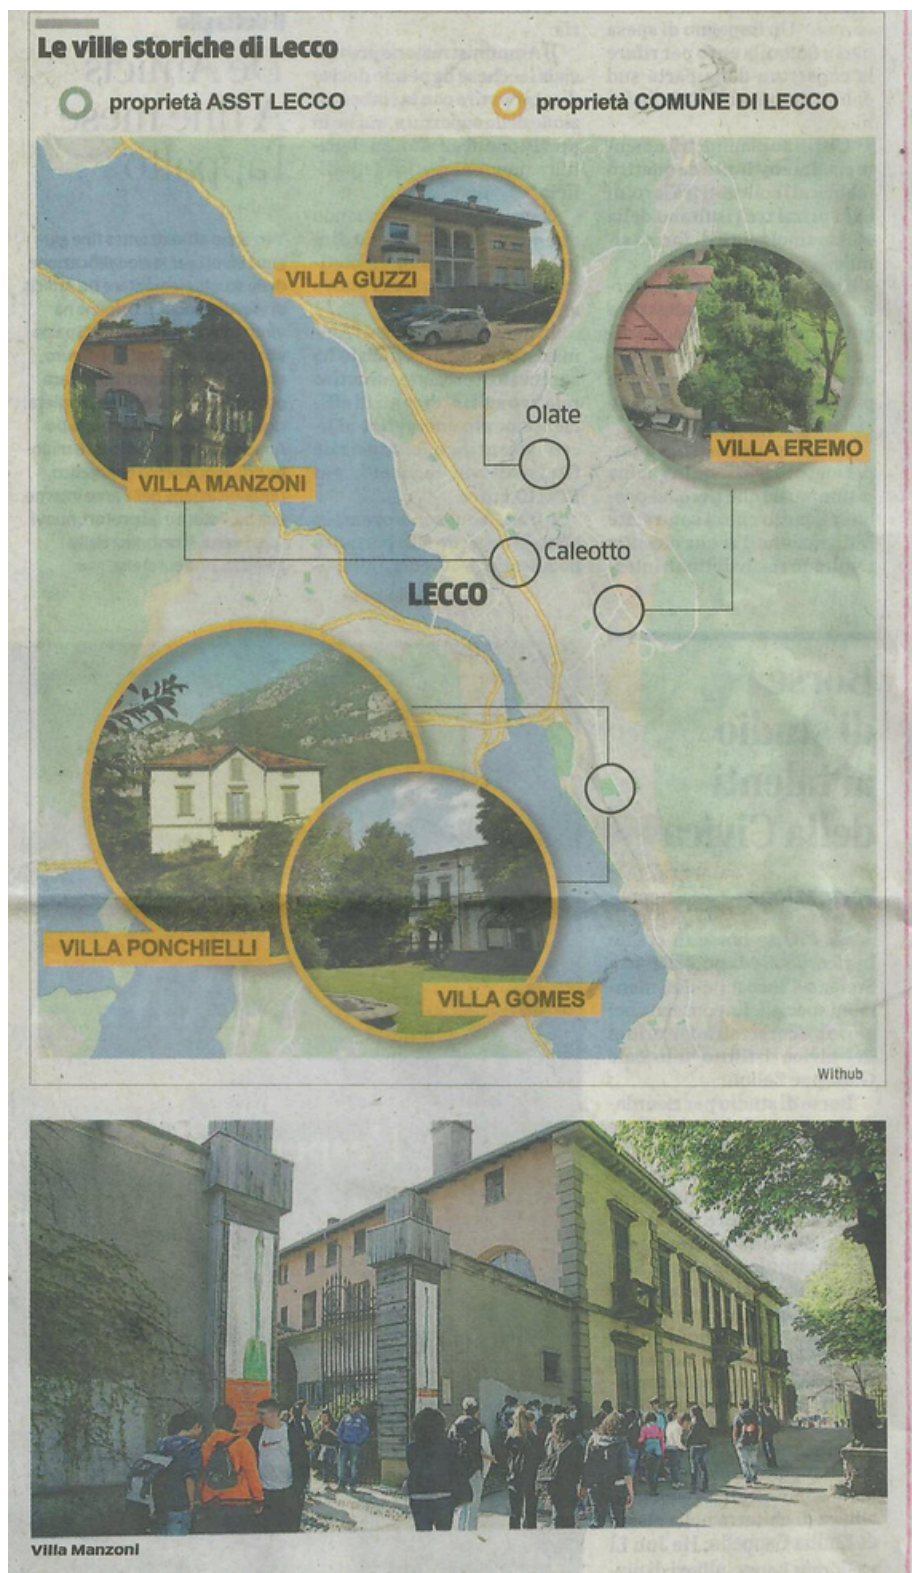 Le ville storiche di Lecco
proprietà ASST LECCO
proprietà COMUNE DI LECCO
VILLA GUZZI
VILLA MANZONI
Olate
VILLA EREMO
Caleotto
LECCO
VILLA PONCHIELLI
VILLA GOMES
Withub
Villa Manzoni